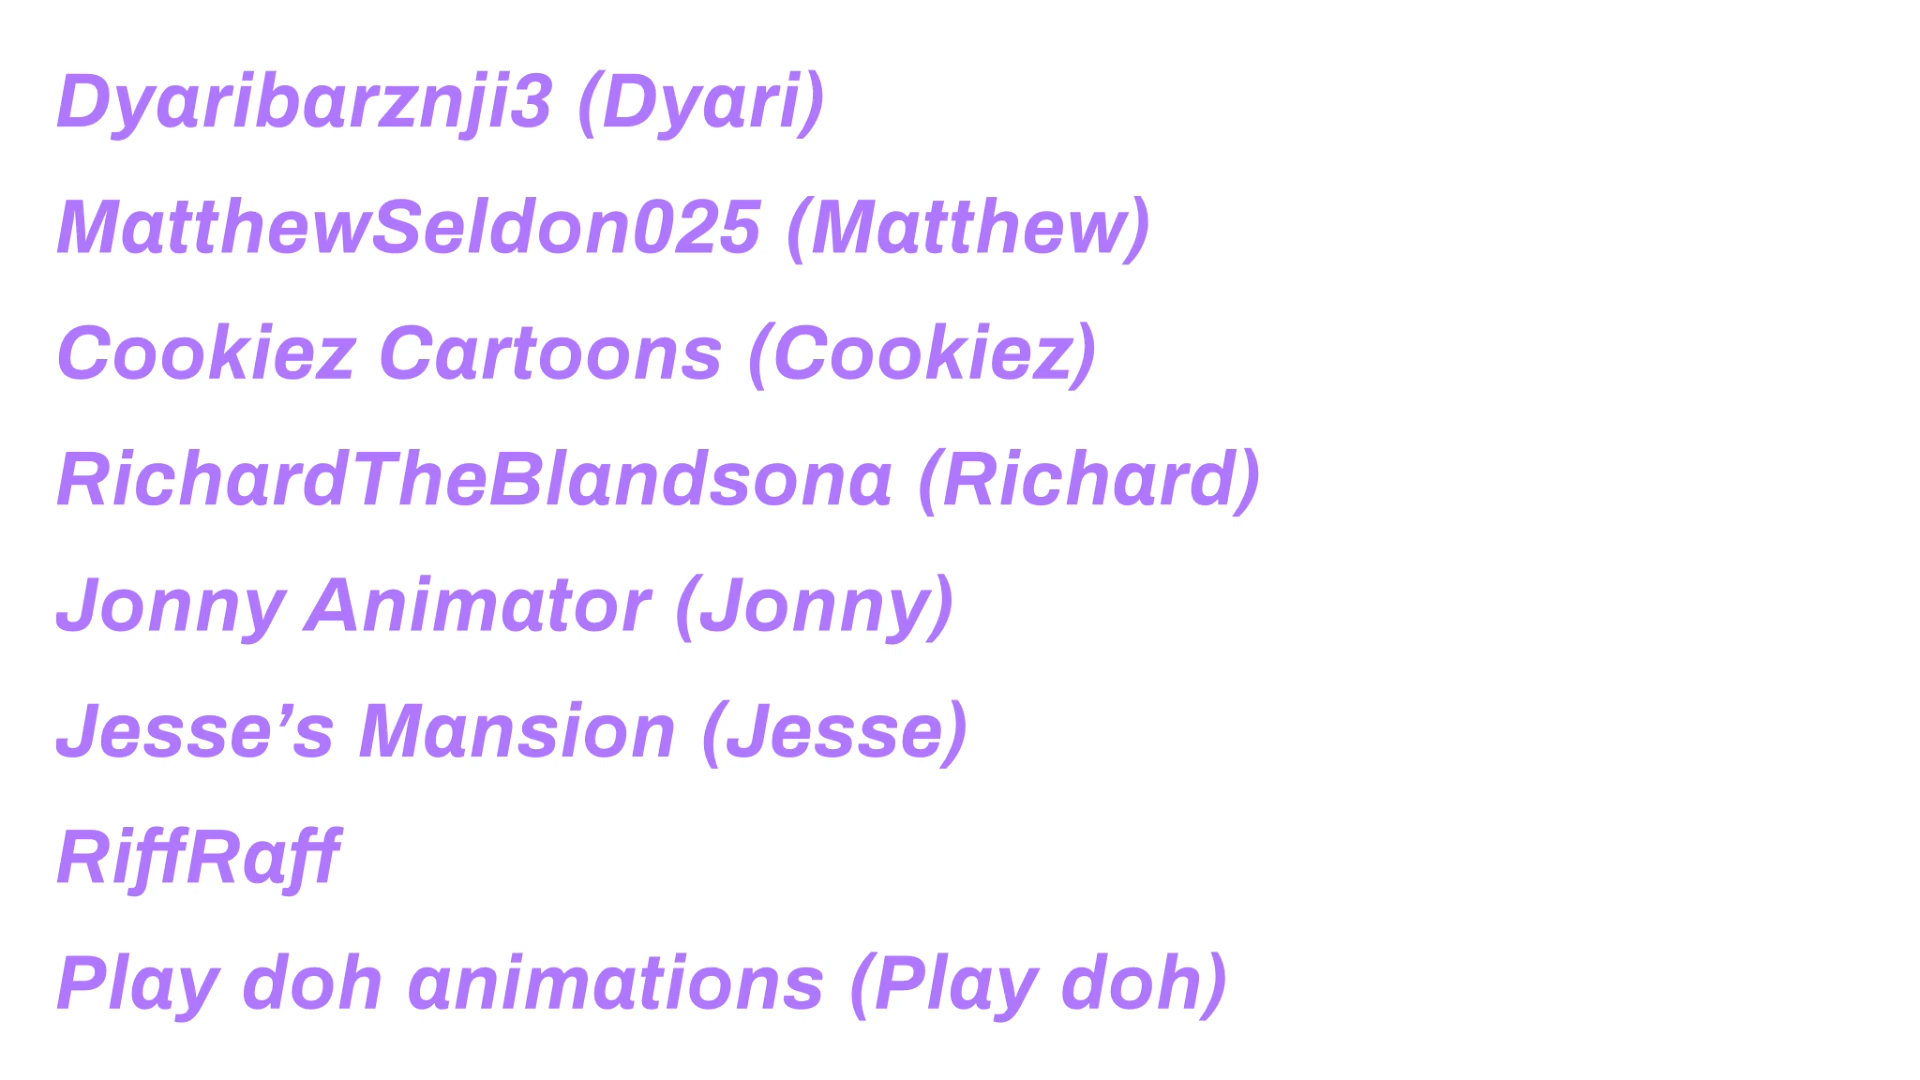 Dyaribarznji3 (Dyari)
MatthewSeldon025 (Matthew)
Cookiez Cartoons (Cookiez)
RichardTheBlandsona (Richard)
Jonny Animator (Jonny)
Jesse’s Mansion (Jesse)
RiffRaff
Play doh animations (Play doh)